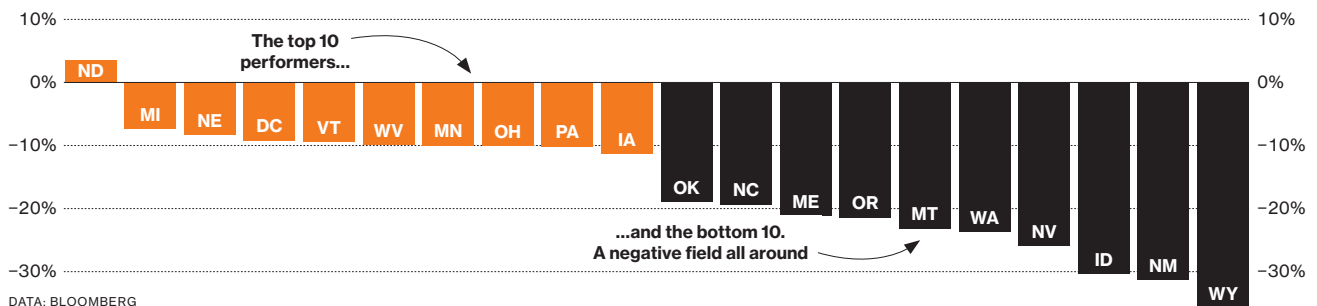 10%
10%
The top 10
performers...
ND
0%
0%
MI
NE
DC
VT
WV
MN
OH
PA
IA
−10%
−10%
OK
NC
ME
OR
MT
WA
NV
ID
NM
WY
−20%
−20%
...and the bottom 10.
A negative field all around
−30%
−30%
DATA: BLOOMBERG